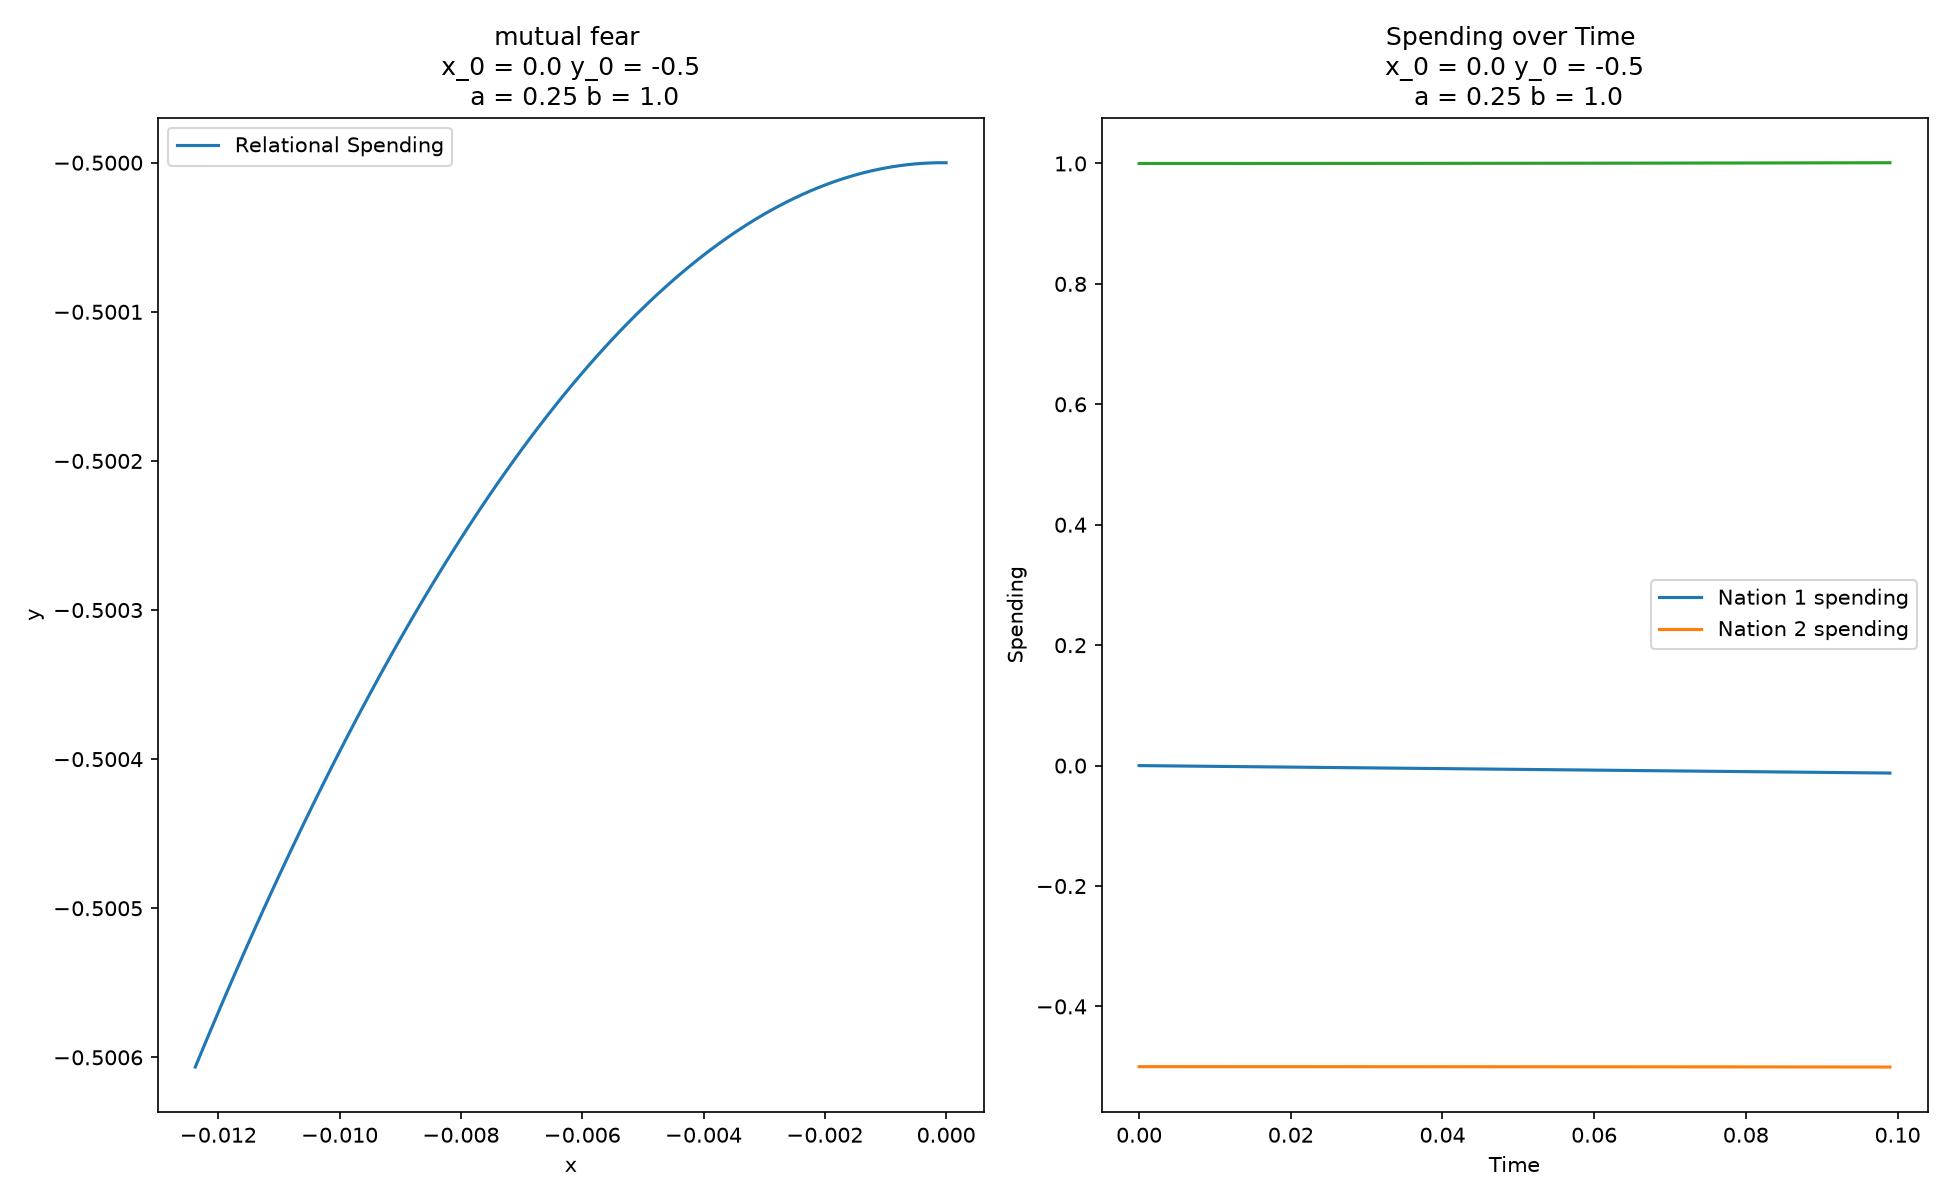 mutual fear
x_0 = 0.0 y_0 = -0.5
a = 0.25 b = 1.0
Relational Spending
−0.5000
−0.5001
−0.5002
−0.5003
−0.5004
−0.5005
−0.5006
y
−0.012
−0.010
−0.008
−0.006
−0.004
−0.002
0.000
x
Spending over Time
x_0 = 0.0 y_0 = -0.5
a = 0.25 b = 1.0
1.0
0.8
0.6
0.4
0.2
0.0
−0.2
−0.4
Spending
Nation 1 spending
Nation 2 spending
0.00
0.02
0.04
0.06
0.08
0.10
Time